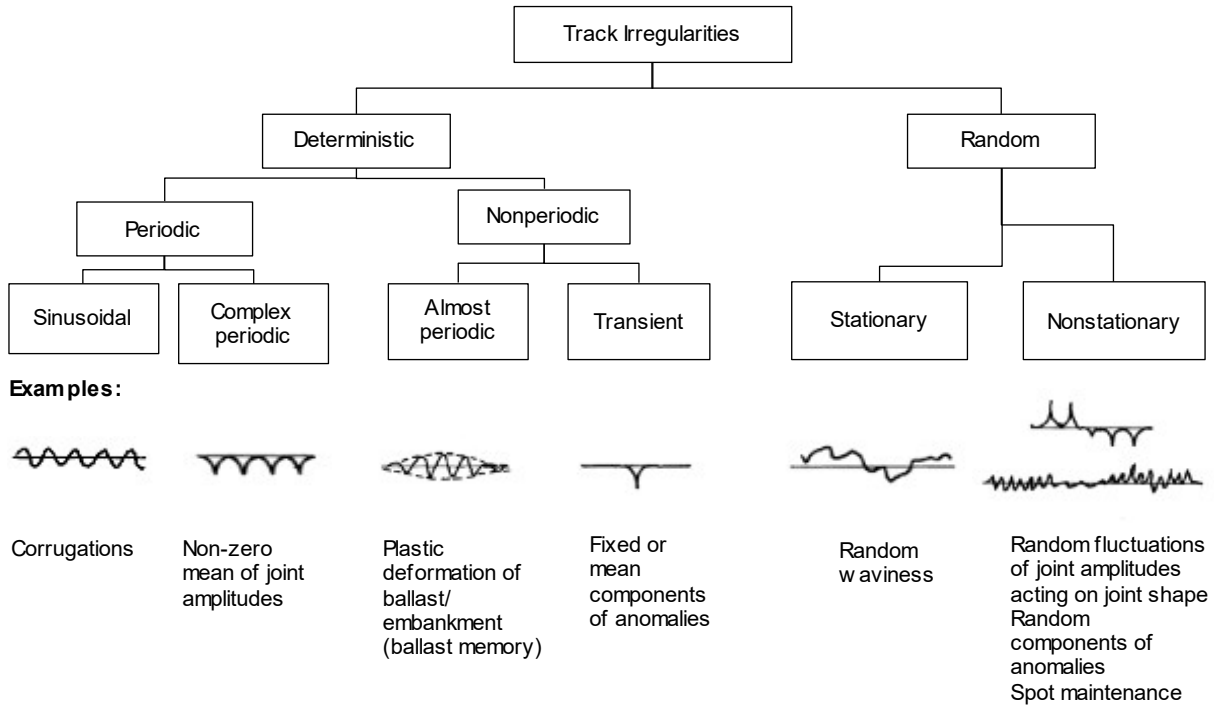 Track Irregularities
Deterministic
Random
Periodic
Nonperiodic
Sinusoidal
Complex
periodic
Almost
periodic
Transient
Stationary
Nonstationary
Examples:
Corrugations
Non-zero
mean of joint
amplitudes
Plastic
deformation of
ballast/
embankment
(ballast memory)
Fixed or
mean
components
of anomalies
Random
waviness
Random fluctuations
of joint amplitudes
acting on joint shape
Random
components of
anomalies
Spot maintenance